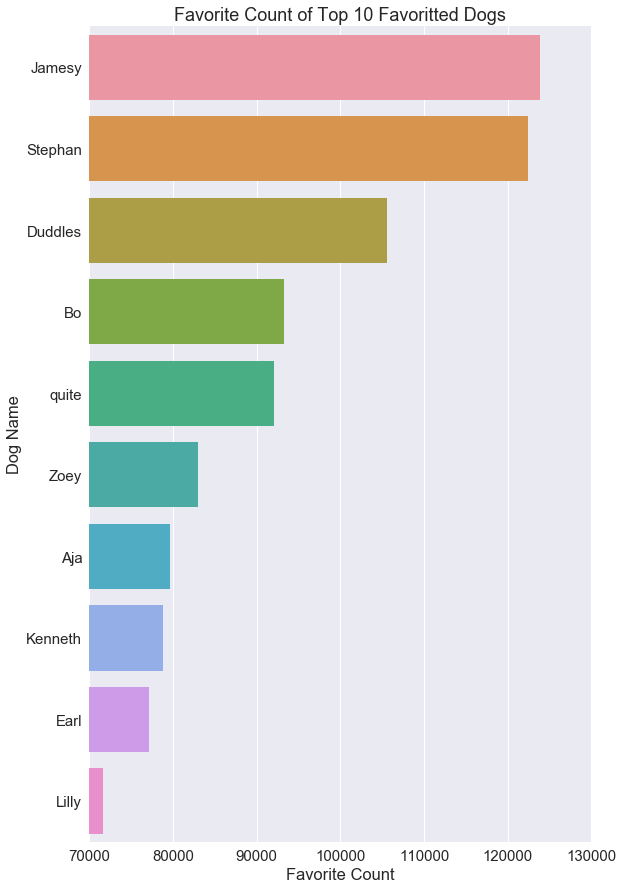 Favorite Count of Top 10 Favoritted Dogs
Jamesy
Stephan
Duddles
Bo
quite
Zoey
Aja
Kenneth
Earl
Lilly
Dog Name
70000 80000 90000 100000 110000 120000 130000
Favorite Count